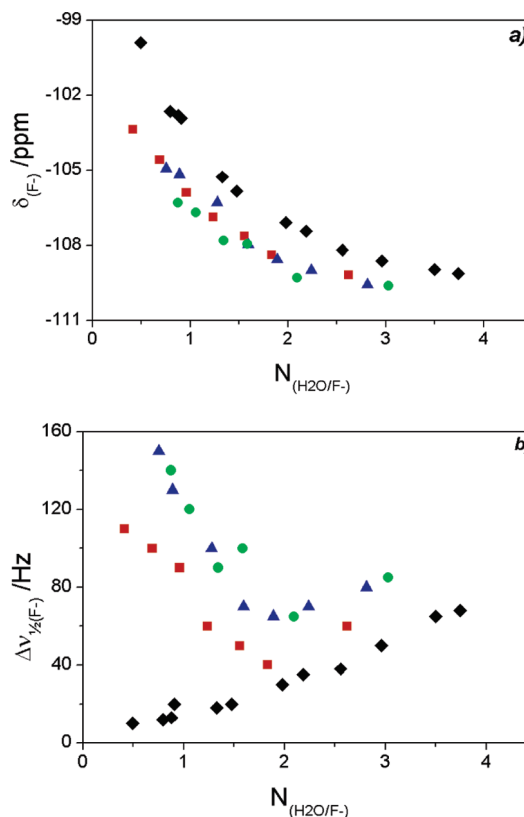 a)
-99
-102
-105
-108
-111
δ(F-) /ppm
0 1 2 3 4
N(H2O/F-)
b)
160
120
80
40
0
Δν½(F-) /Hz
0 1 2 3 4
N(H2O/F-)